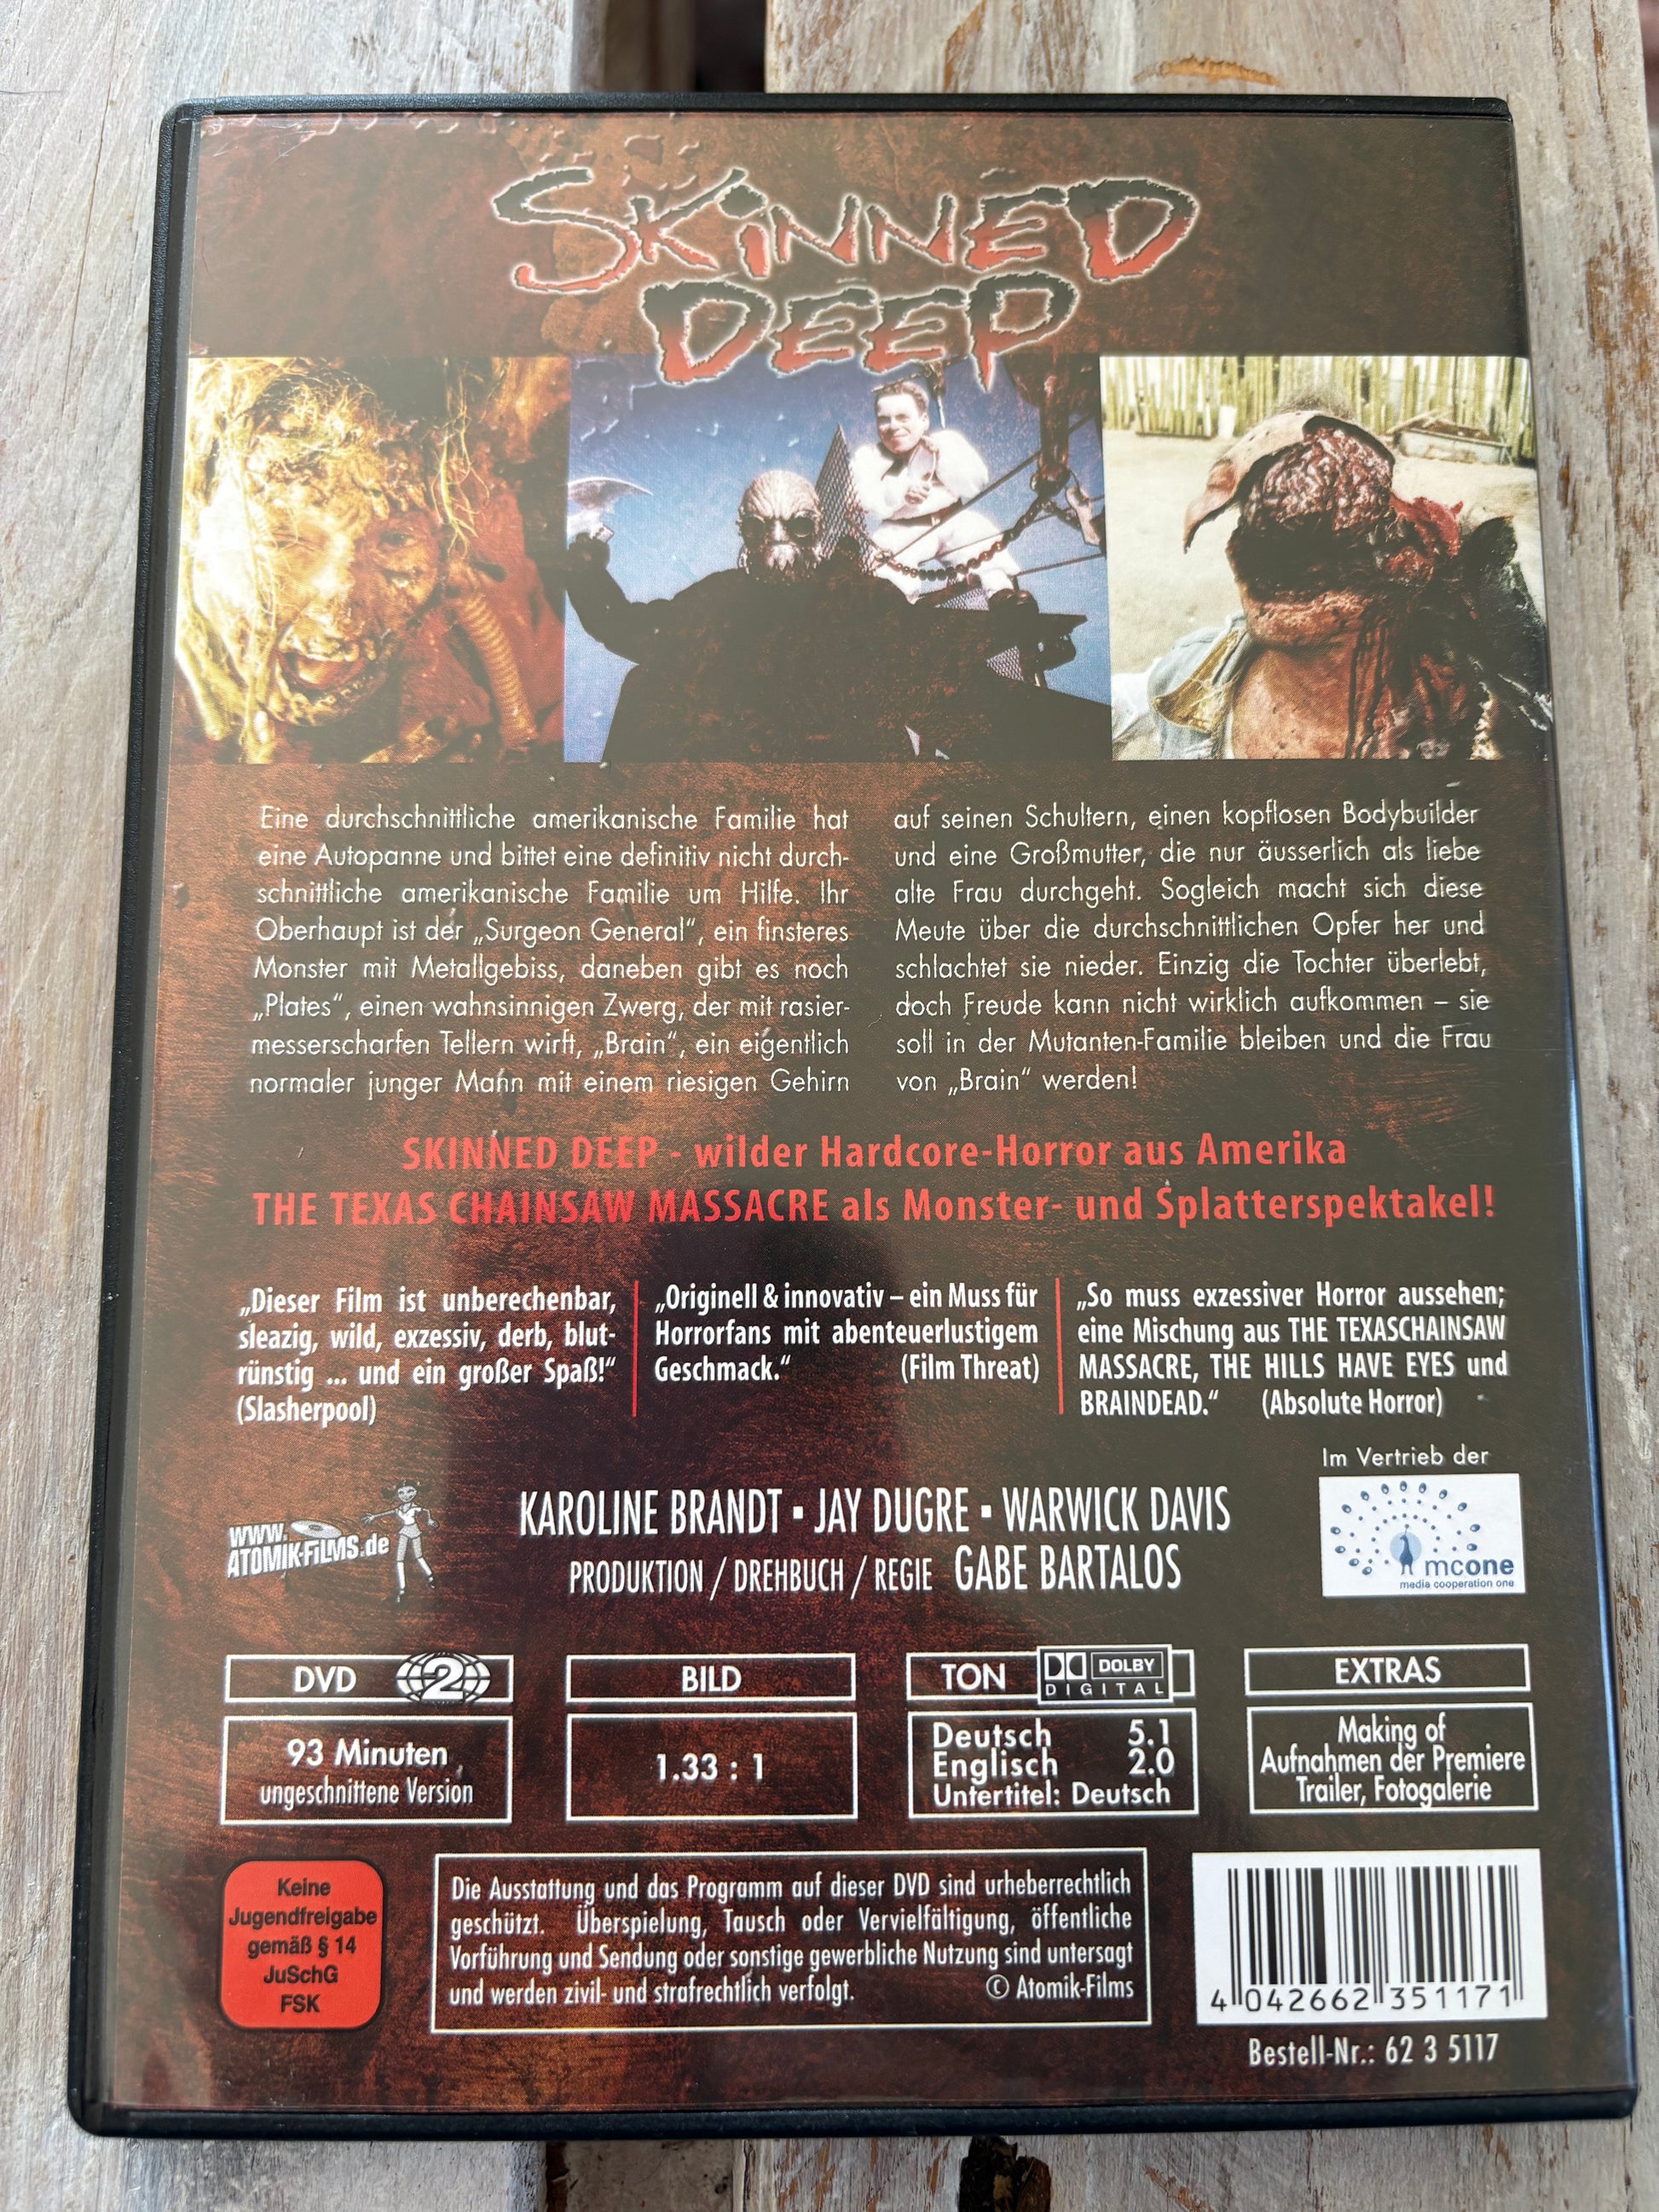 SKINNED
DEEP
Eine durchschnittliche amerikanische Familie hat
eine Autopanne und bittet eine definitiv nicht durch-
schnittliche amerikanische Familie um Hilfe. Ihr
Oberhaupt ist der „Surgeon General“, ein finsteres
Monster mit Metallgebiss, daneben gibt es noch
„Plates“, einen wahnsinnigen Zwerg, der mit rasier-
messerscharfen Tellern wirft, „Brain“, ein eigentlich
normaler junger Mann mit einem riesigen Gehirn
auf seinen Schultern, einen kopflosen Bodybuilder
und eine Großmutter, die nur äusserlich als liebe
alte Frau durchgeht. Sogleich macht sich diese
Meute über die durchschnittlichen Opfer her und
schlachtet sie nieder. Einzig die Tochter überlebt,
doch Freude kann nicht wirklich aufkommen – sie
soll in der Mutanten-Familie bleiben und die Frau
von „Brain“ werden!
SKINNED DEEP - wilder Hardcore-Horror aus Amerika
THE TEXAS CHAINSAW MASSACRE als Monster- und Splatterspektakel!
„Dieser Film ist unberechenbar,
sleazig, wild, exzessiv, derb, blut-
rünstig ... und ein großer Spaß!“
(Slasherpool)
„Originell & innovativ – ein Muss für
Horrorfans mit abenteuerlustigem
Geschmack.“ (Film Threat)
„So muss exzessiver Horror aussehen;
eine Mischung aus THE TEXASCHAINSAW
MASSACRE, THE HILLS HAVE EYES und
BRAINDEAD.“ (Absolute Horror)
WWW.
ATOMIK-FILMS.de
KAROLINE BRANDT ▪ JAY DUGRE ▪ WARWICK DAVIS
PRODUKTION / DREHBUCH / REGIE GABE BARTALOS
Im Vertrieb der
mcone
media cooperation one
DVD 2
93 Minuten
ungeschnittene Version
BILD
1.33 : 1
TON DOLBY
DIGITAL
Deutsch 5.1
Englisch 2.0
Untertitel: Deutsch
EXTRAS
Making of
Aufnahmen der Premiere
Trailer, Fotogalerie
Keine
Jugendfreigabe
gemäß § 14
JuSchG
FSK
Die Ausstattung und das Programm auf dieser DVD sind urheberrechtlich
geschützt. Überspielung, Tausch oder Vervielfältigung, öffentliche
Vorführung und Sendung oder sonstige gewerbliche Nutzung sind untersagt
und werden zivil- und strafrechtlich verfolgt. © Atomik-Films
4 042662 351171
Bestell-Nr.: 62 3 5117